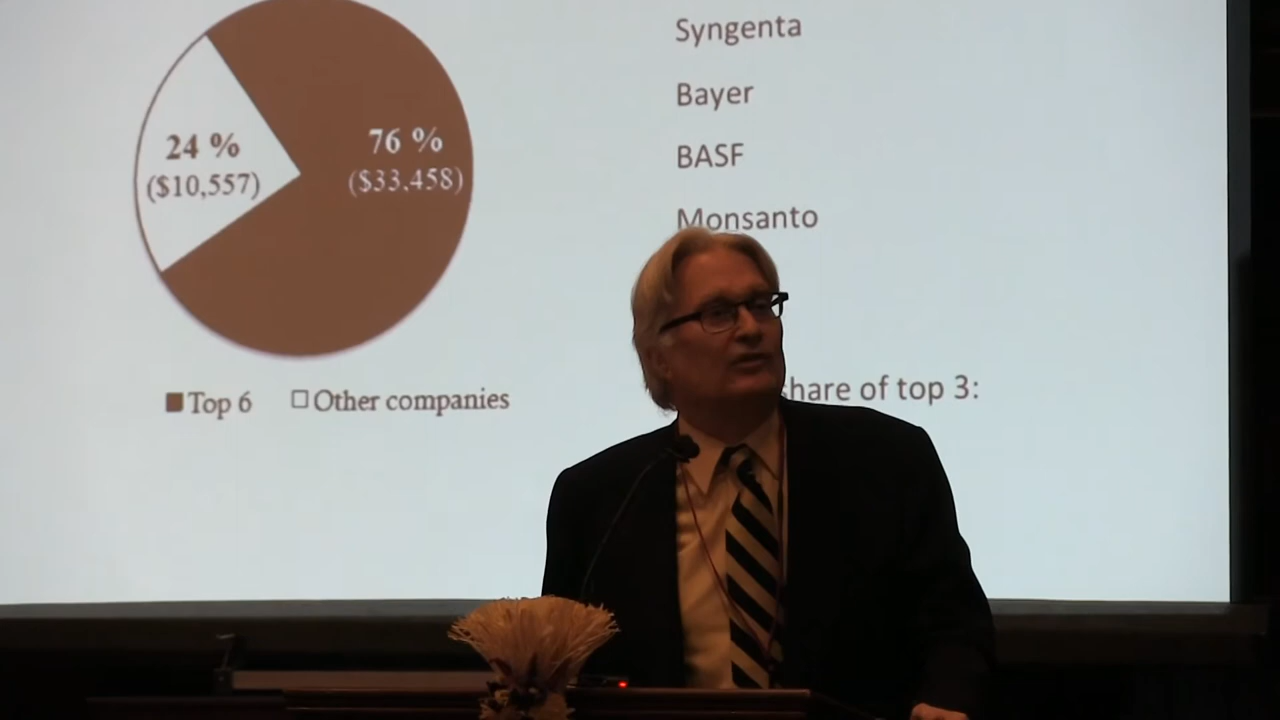 24 %
($10,557)
76 %
($33,458)
Top 6
Other companies
Syngenta
Bayer
BASF
Monsanto
share of top 3: